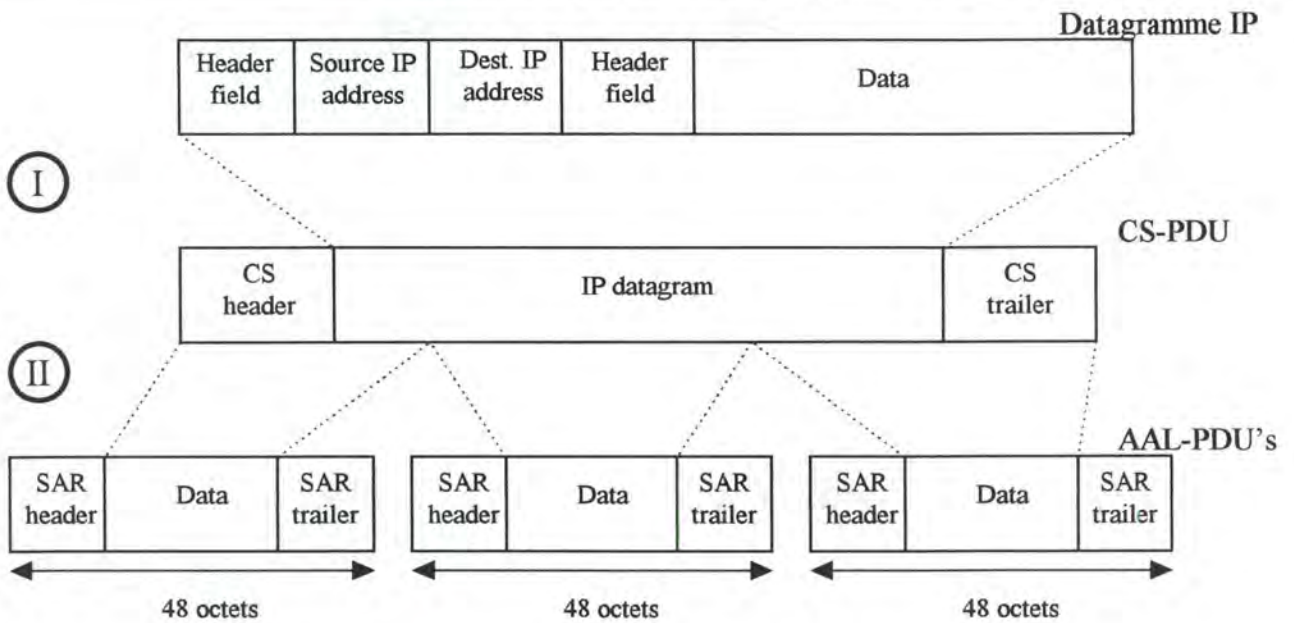 Datagramme IP
Header field
Source IP address
Dest. IP address
Header field
Data
I
CS-PDU
CS header
IP datagram
CS trailer
II
AAL-PDU's
SAR header
Data
SAR trailer
SAR header
Data
SAR trailer
SAR header
Data
SAR trailer
48 octets
48 octets
48 octets